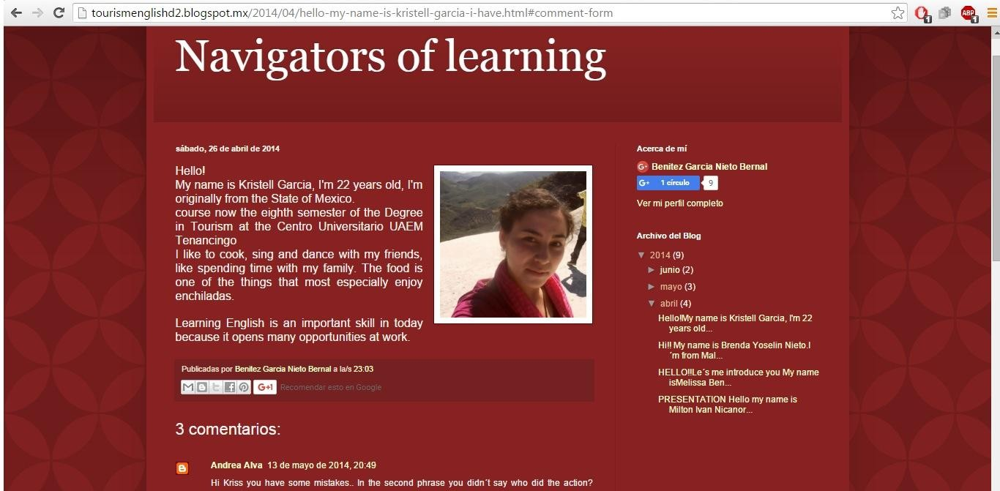 tourismenglishd2.blogspot.mx/2014/04/hello-my-name-is-kristell-garcia-i-have.html#comment-form
1
ABP
1
Navigators of learning
sábado, 26 de abril de 2014
Hello!
My name is Kristell Garcia, I'm 22 years old, I'm
originally from the State of Mexico.
course now the eighth semester of the Degree
in Tourism at the Centro Universitario UAEM
Tenancingo
I like to cook, sing and dance with my friends,
like spending time with my family. The food is
one of the things that most especially enjoy
enchiladas.
Learning English is an important skill in today
because it opens many opportunities at work.
Publicadas por Benitez Garcia Nieto Bernal a la/s 23:03
G+1 Recomendar esto en Google
3 comentarios:
Andrea Alva 13 de mayo de 2014, 20:49
Hi Kriss you have some mistakes.. In the second phrase you didn´t say who did the action?
Acerca de mí
G+ Benitez Garcia Nieto Bernal
G+ 1 círculo 9
Ver mi perfil completo
Archivo del Blog
▼ 2014 (9)
► junio (2)
► mayo (3)
▼ abril (4)
Hello!My name is Kristell Garcia, I'm 22
years old...
Hi!! My name is Brenda Yoselin Nieto.I
´m from Mal...
HELLO!!Le´s me introduce you My name
isMelissa Ben...
PRESENTATION Hello my name is
Milton Ivan Nicanor...